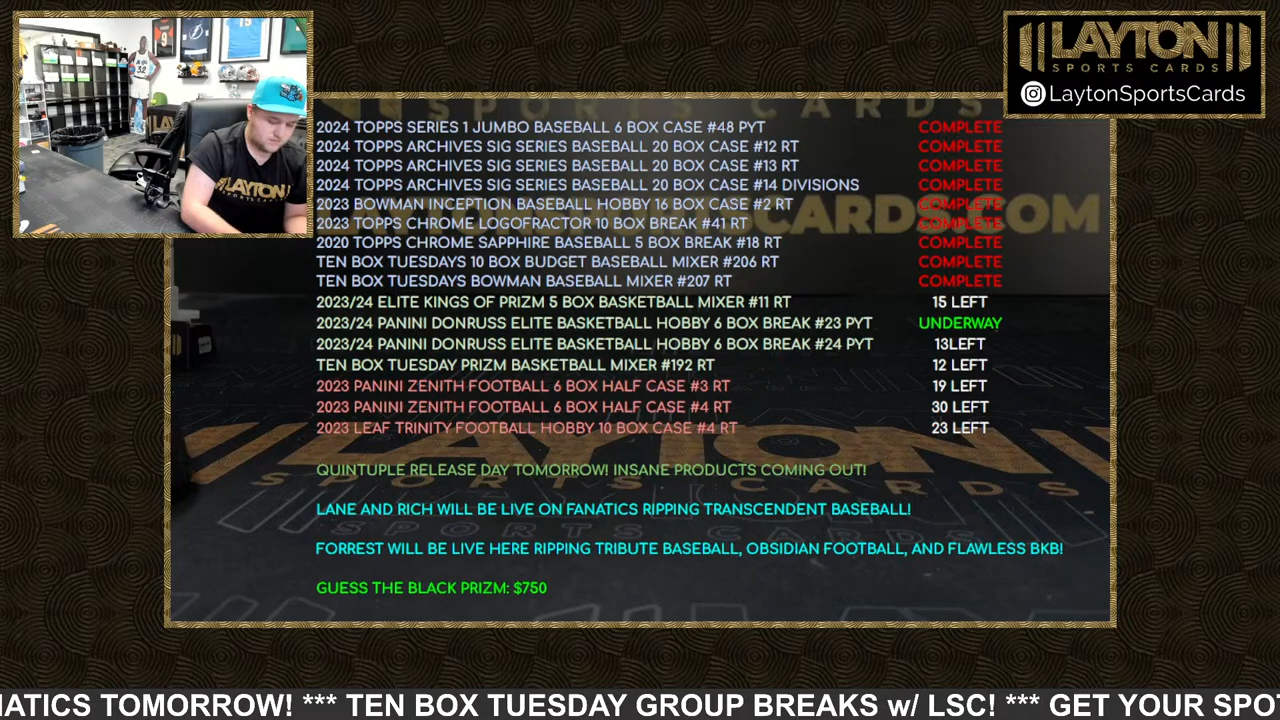 LAYTON
SPORTS CARDS
LaytonSportsCards
SPORTS CARDS
2024 TOPPS SERIES 1 JUMBO BASEBALL 6 BOX CASE #48 PYT COMPLETE
2024 TOPPS ARCHIVES SIG SERIES BASEBALL 20 BOX CASE #12 RT COMPLETE
2024 TOPPS ARCHIVES SIG SERIES BASEBALL 20 BOX CASE #13 RT COMPLETE
2024 TOPPS ARCHIVES SIG SERIES BASEBALL 20 BOX CASE #14 DIVISIONS COMPLETE
2023 BOWMAN INCEPTION BASEBALL HOBBY 16 BOX CASE #2 RT COMPLETE
2023 TOPPS CHROME LOGOFRACTOR 10 BOX BREAK #41 RT COMPLETE
2020 TOPPS CHROME SAPPHIRE BASEBALL 5 BOX BREAK #18 RT COMPLETE
TEN BOX TUESDAYS 10 BOX BUDGET BASEBALL MIXER #206 RT COMPLETE
TEN BOX TUESDAYS BOWMAN BASEBALL MIXER #207 RT COMPLETE
2023/24 ELITE KINGS OF PRIZM 5 BOX BASKETBALL MIXER #11 RT 15 LEFT
2023/24 PANINI DONRUSS ELITE BASKETBALL HOBBY 6 BOX BREAK #23 PYT UNDERWAY
2023/24 PANINI DONRUSS ELITE BASKETBALL HOBBY 6 BOX BREAK #24 PYT 13LEFT
TEN BOX TUESDAY PRIZM BASKETBALL MIXER #192 RT 12 LEFT
2023 PANINI ZENITH FOOTBALL 6 BOX HALF CASE #3 RT 19 LEFT
2023 PANINI ZENITH FOOTBALL 6 BOX HALF CASE #4 RT 30 LEFT
2023 LEAF TRINITY FOOTBALL HOBBY 10 BOX CASE #4 RT 23 LEFT
QUINTUPLE RELEASE DAY TOMORROW! INSANE PRODUCTS COMING OUT!
LANE AND RICH WILL BE LIVE ON FANATICS RIPPING TRANSCENDENT BASEBALL!
FORREST WILL BE LIVE HERE RIPPING TRIBUTE BASEBALL, OBSIDIAN FOOTBALL, AND FLAWLESS BKB!
GUESS THE BLACK PRIZM: $750
NATICS TOMORROW! *** TEN BOX TUESDAY GROUP BREAKS w/ LSC! *** GET YOUR SPO